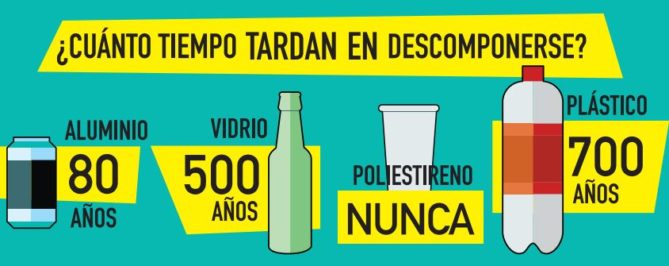 ¿CUÁNTO TIEMPO TARDAN EN DESCOMPONERSE?
ALUMINIO
80
AÑOS
VIDRIO
500
AÑOS
POLIESTIRENO
NUNCA
PLÁSTICO
700
AÑOS